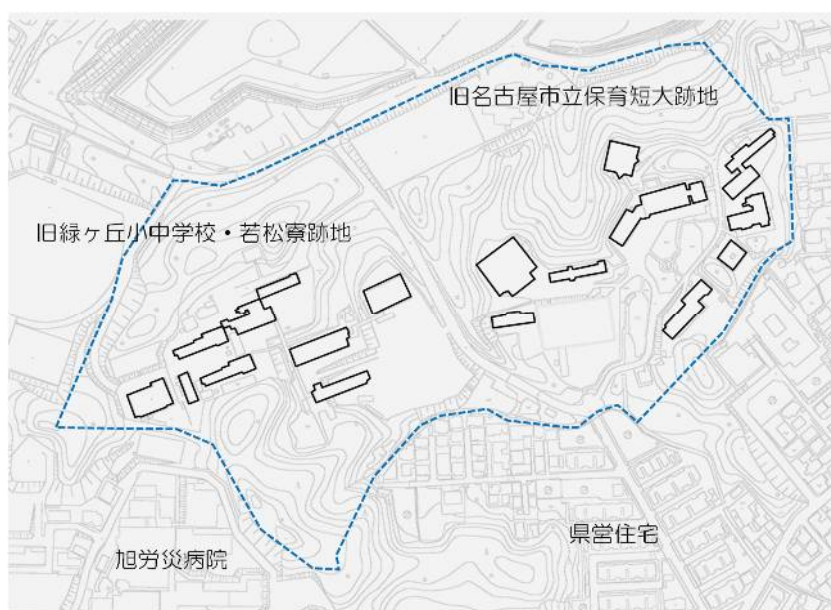 旧名古屋市立保育短大跡地
旧緑ヶ丘小中学校・若松寮跡地
県営住宅
旭労災病院